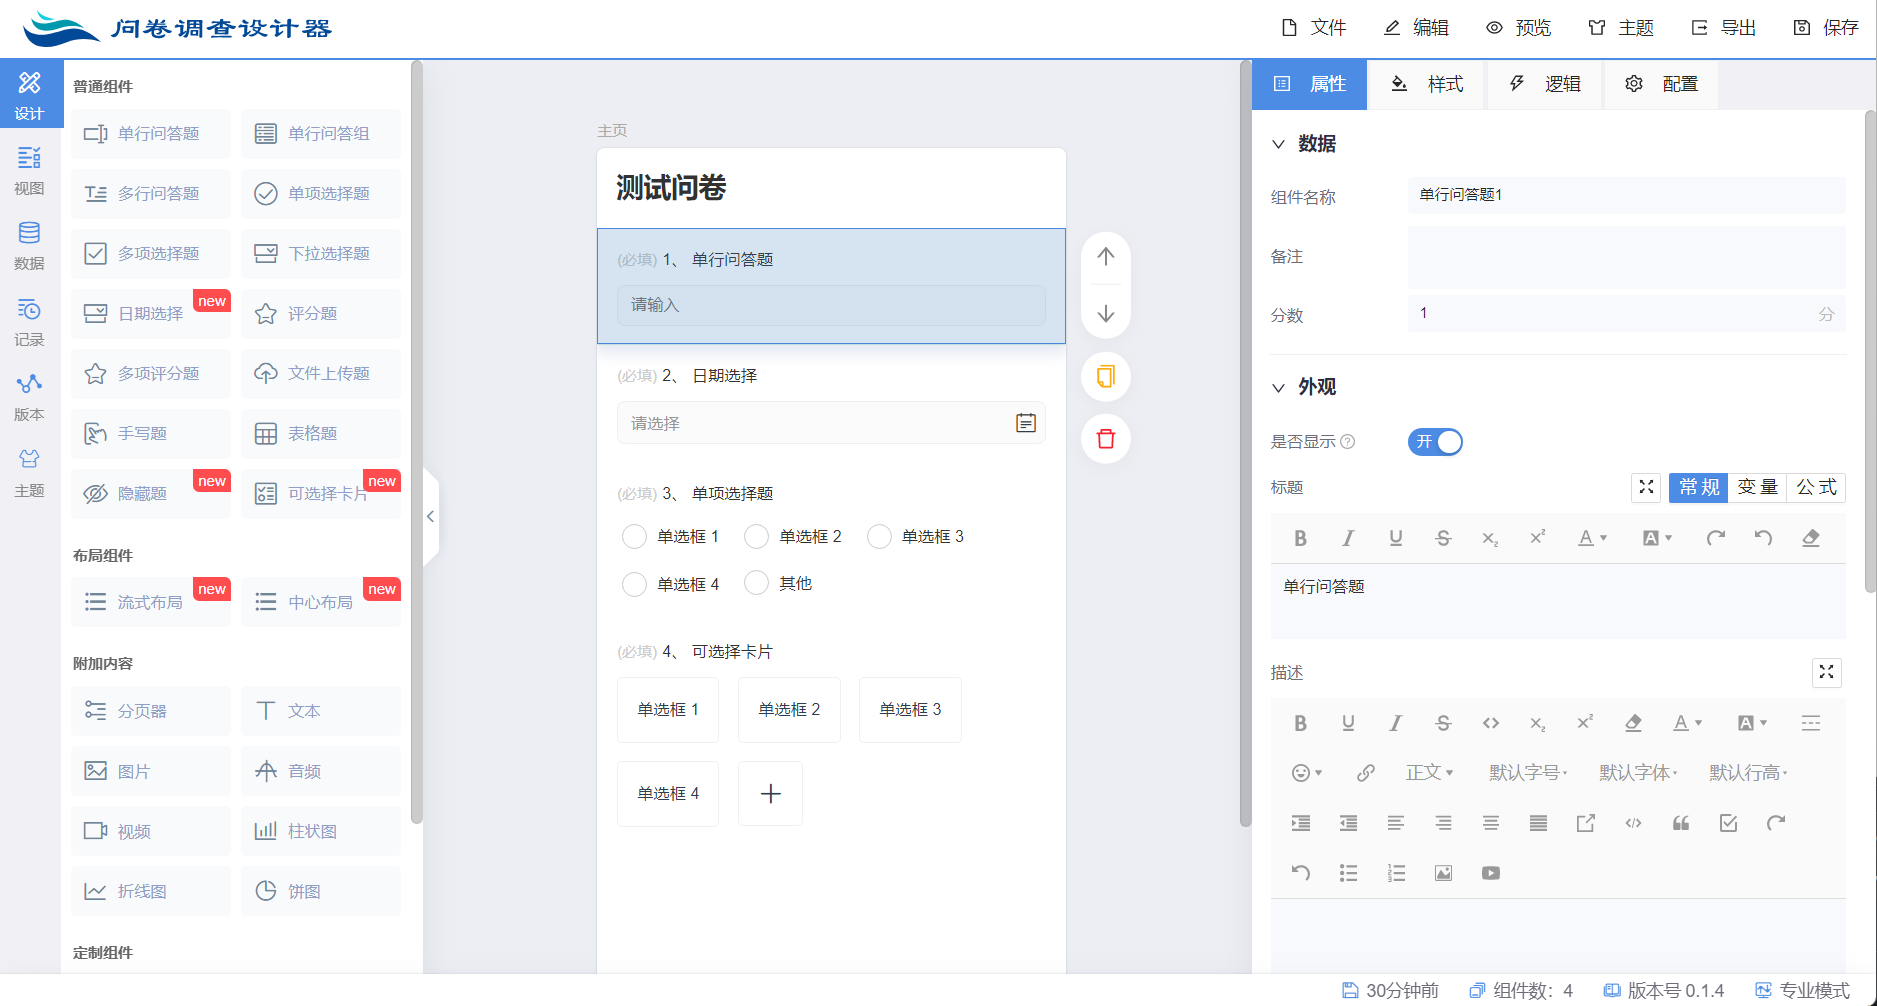 问卷调查设计器
文件 编辑 预览 主题 导出 保存
设计
视图
数据
记录
版本
主题
普通组件
单行问答题 单行问答组
多行问答题 单项选择题
多项选择题 下拉选择题
日期选择 new 评分题
多项评分题 文件上传题
手写题 表格题
隐藏题 new 可选择卡片 new
布局组件
流式布局 new 中心布局 new
附加内容
分页器 文本
图片 音频
视频 柱状图
折线图 饼图
定制组件
主页
测试问卷
(必填) 1、 单行问答题
请输入
(必填) 2、 日期选择
请选择
(必填) 3、 单项选择题
单选框 1 单选框 2 单选框 3
单选框 4 其他
(必填) 4、 可选择卡片
单选框 1 单选框 2 单选框 3
单选框 4
属性 样式 逻辑 配置
数据
组件名称 单行问答题1
备注
分数 1 分
外观
是否显示 开
标题 常规 变量 公式
单行问答题
描述
正文 默认字号 默认字体 默认行高
30分钟前 组件数：4 版本号 0.1.4 专业模式